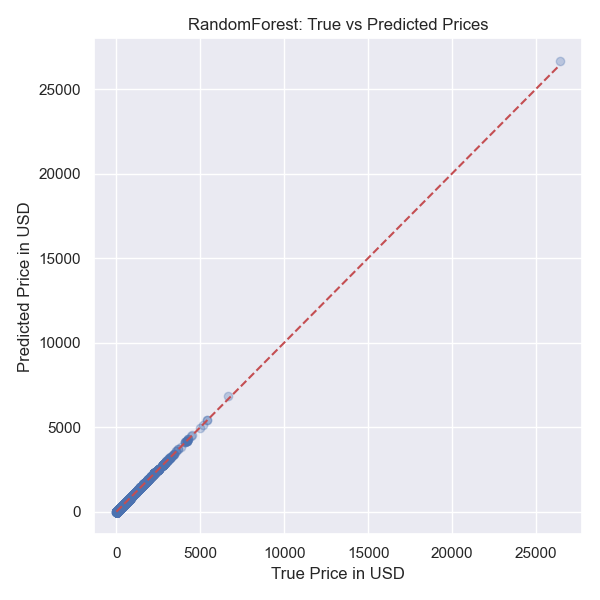 RandomForest: True vs Predicted Prices
25000
20000
15000
10000
5000
0
Predicted Price in USD
0 5000 10000 15000 20000 25000
True Price in USD